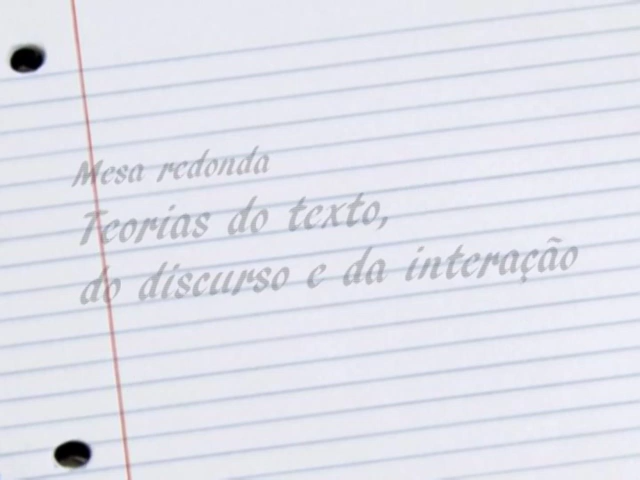 Mesa redonda
Teorias do texto,
do discurso e da interação